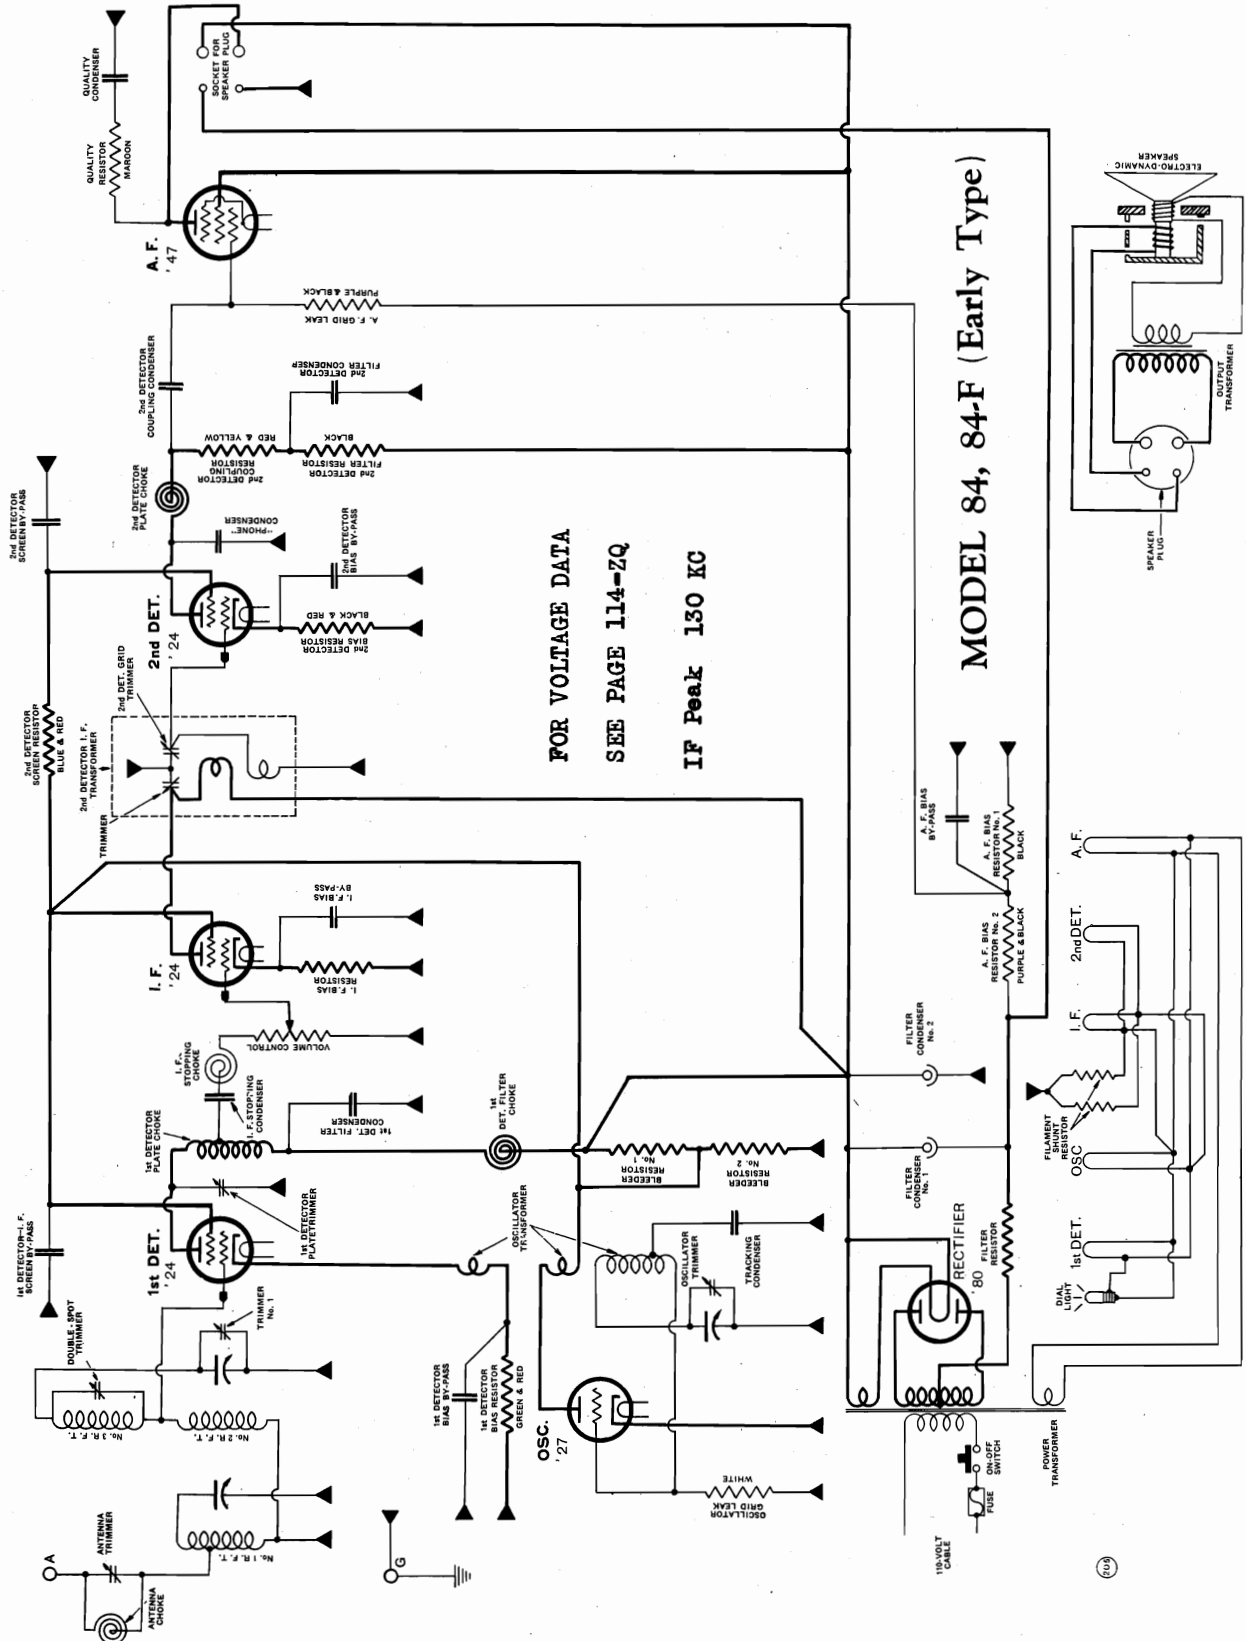 A
ANTENNA
TRIMMER
ANTENNA
CHOKE
No. 1 R. F. T.
No. 2 R. F. T.
No. 3 R. F. T.
DOUBLE-SPOT
TRIMMER
TRIMMER
No. 1
G
1st DETECTOR-I. F.
SCREEN BY-PASS
1st DET.
'24
1st DETECTOR
PLATE TRIMMER
1st DETECTOR
PLATE CHOKE
I. F. STOPPING
CONDENSER
I. F.
STOPPING
CHOKE
1st DET. FILTER
CONDENSER
VOLUME CONTROL
I. F.
'24
I. F. BIAS
RESISTOR
I. F. BIAS
BY-PASS
TRIMMER
2nd DETECTOR I. F.
TRANSFORMER
2nd DET. GRID
TRIMMER
2nd DETECTOR
SCREEN RESISTOR
BLUE & RED
2nd DETECTOR
SCREEN BY-PASS
2nd DET.
'24
2nd DETECTOR
BIAS RESISTOR
BLACK & RED
2nd DETECTOR
BIAS BY-PASS
"PHONE"
CONDENSER
2nd DETECTOR
PLATE CHOKE
2nd DETECTOR
COUPLING
RESISTOR
RED & YELLOW
2nd DETECTOR
FILTER RESISTOR
BLACK
2nd DETECTOR
FILTER CONDENSER
2nd DETECTOR
COUPLING CONDENSER
A. F. GRID LEAK
PURPLE & BLACK
A. F.
'47
QUALITY
RESISTOR
MAROON
QUALITY
CONDENSER
SOCKET FOR
SPEAKER PLUG
1st DETECTOR
BIAS BY-PASS
1st DETECTOR
BIAS RESISTOR
GREEN & RED
OSC.
'27
OSCILLATOR
GRID LEAK
WHITE
OSCILLATOR
TRANSFORMER
OSCILLATOR
TRIMMER
TRACKING
CONDENSER
1st
DET. FILTER
CHOKE
BLEEDER
RESISTOR
No. 1
BLEEDER
RESISTOR
No. 2
FOR VOLTAGE DATA
SEE PAGE 114-ZQ
IF Peak 130 KC
MODEL 84, 84-F (Early Type)
110-VOLT
CABLE
FUSE
ON-OFF
SWITCH
POWER
TRANSFORMER
RECTIFIER
'80
FILTER
RESISTOR
FILTER
CONDENSER
No. 1
FILTER
CONDENSER
No. 2
A. F. BIAS
RESISTOR No. 2
PURPLE & BLACK
A. F. BIAS
RESISTOR No. 1
BLACK
A. F. BIAS
BY-PASS
DIAL
LIGHT
1st DET.
OSC
FILAMENT
SHUNT
RESISTOR
I. F.
2nd DET.
A. F.
SPEAKER
PLUG
OUTPUT
TRANSFORMER
ELECTRO-DYNAMIC
SPEAKER